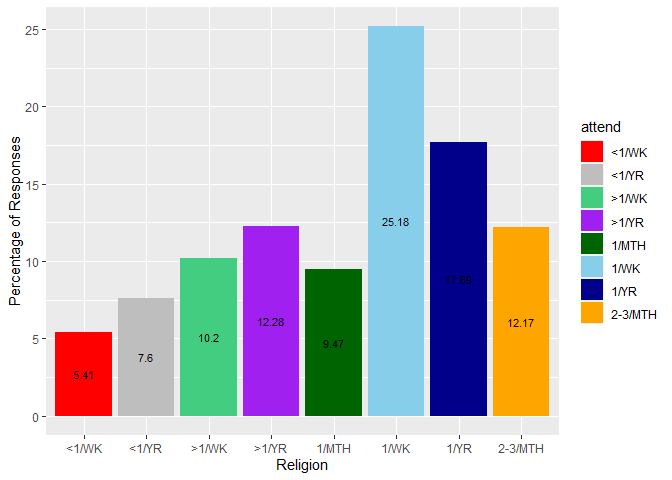 Percentage of Responses
25
20
15
10
5
0
5.41
7.6
10.2
12.28
9.47
25.18
17.69
12.17
<1/WK
<1/YR
>1/WK
>1/YR
1/MTH
1/WK
1/YR
2-3/MTH
Religion
attend
<1/WK
<1/YR
>1/WK
>1/YR
1/MTH
1/WK
1/YR
2-3/MTH